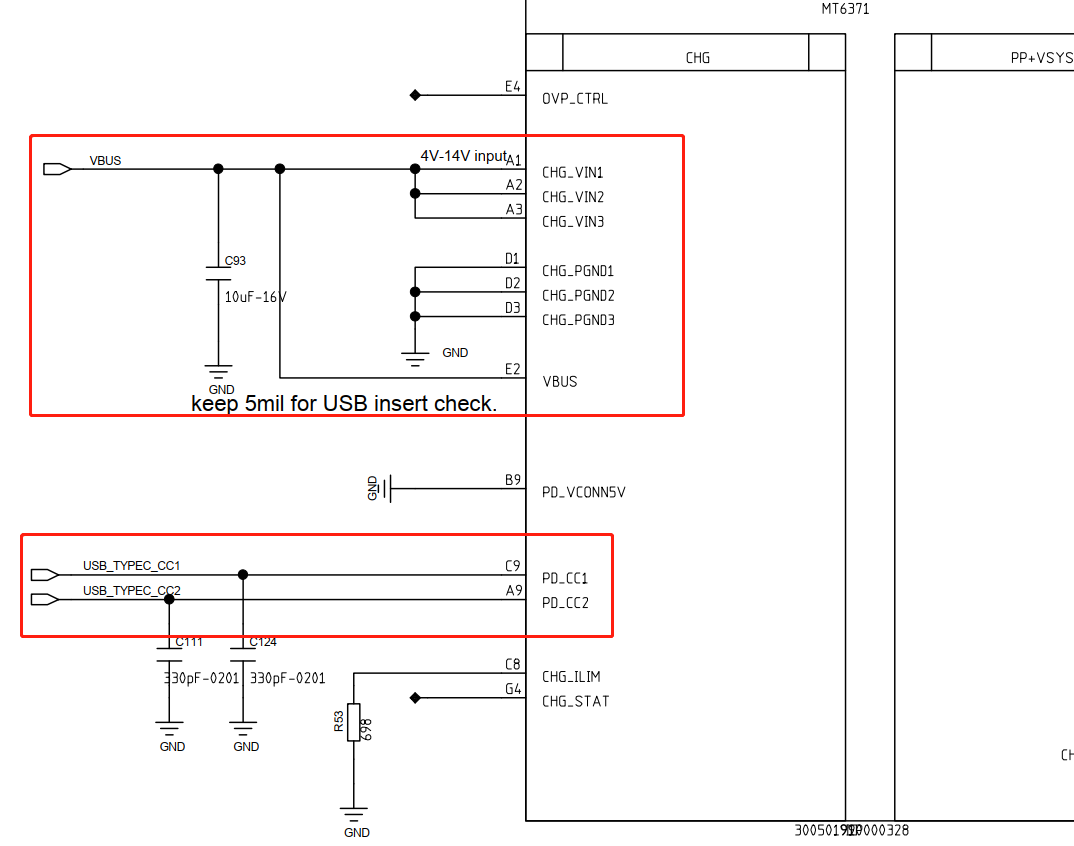 MT6371
CHG
PP+VSYS
E4
OVP_CTRL
VBUS
4V-14V input
A1
CHG_VIN1
A2
CHG_VIN2
A3
CHG_VIN3
C93
10uF-16V
D1
CHG_PGND1
D2
CHG_PGND2
D3
CHG_PGND3
GND
GND
E2
VBUS
keep 5mil for USB insert check.
GND
B9
PD_VCONN5V
USB_TYPEC_CC1
C9
PD_CC1
USB_TYPEC_CC2
A9
PD_CC2
C111
330pF-0201
C124
330pF-0201
C8
CHG_ILIM
G4
CHG_STAT
R53
698
GND
GND
GND
CH